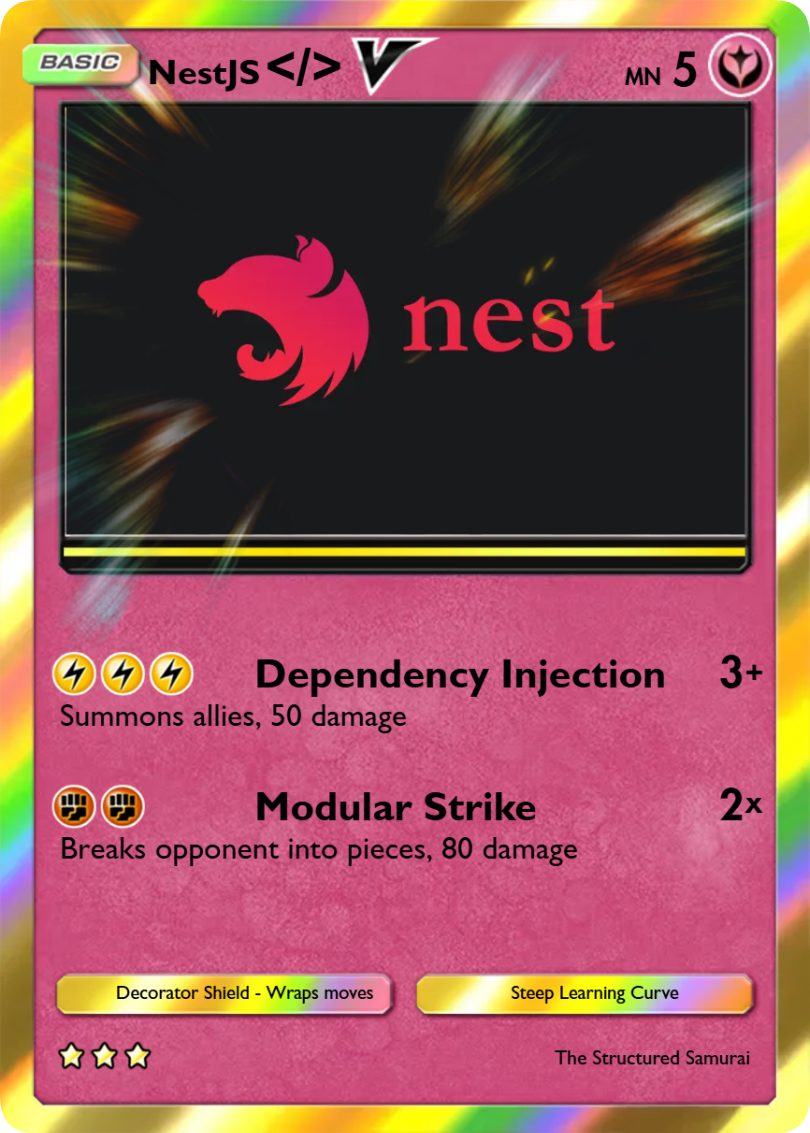 BASIC NestJS </> V MN 5
nest
Dependency Injection 3+
Summons allies, 50 damage
Modular Strike 2x
Breaks opponent into pieces, 80 damage
Decorator Shield - Wraps moves Steep Learning Curve
The Structured Samurai